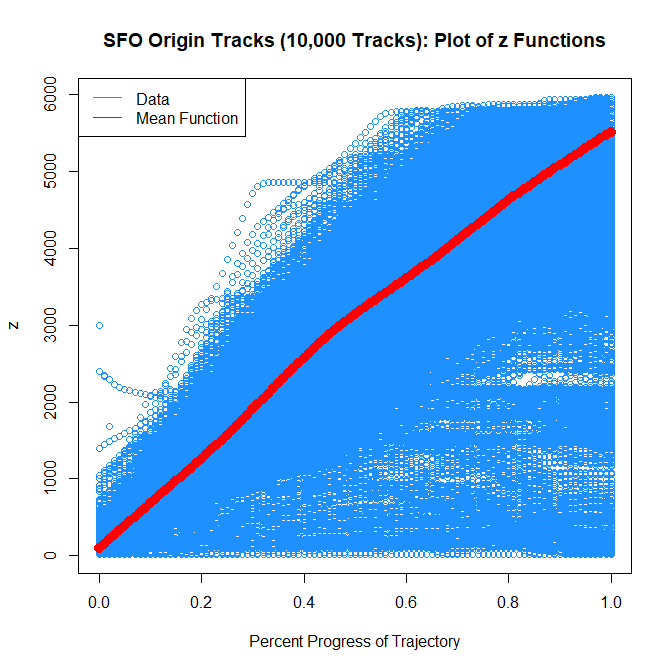 SFO Origin Tracks (10,000 Tracks): Plot of z Functions
Data
Mean Function
6000
5000
4000
3000
2000
1000
0
z
0.0 0.2 0.4 0.6 0.8 1.0
Percent Progress of Trajectory